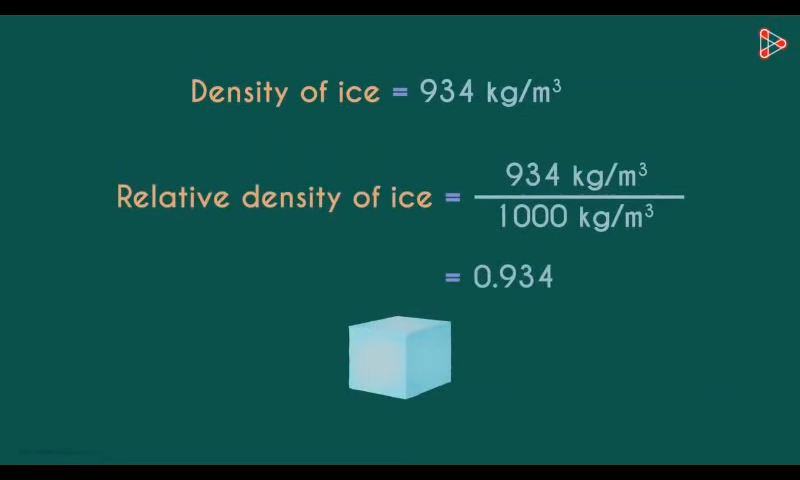 Density of ice = 934 kg/m³
Relative density of ice = 934 kg/m³
1000 kg/m³
= 0.934